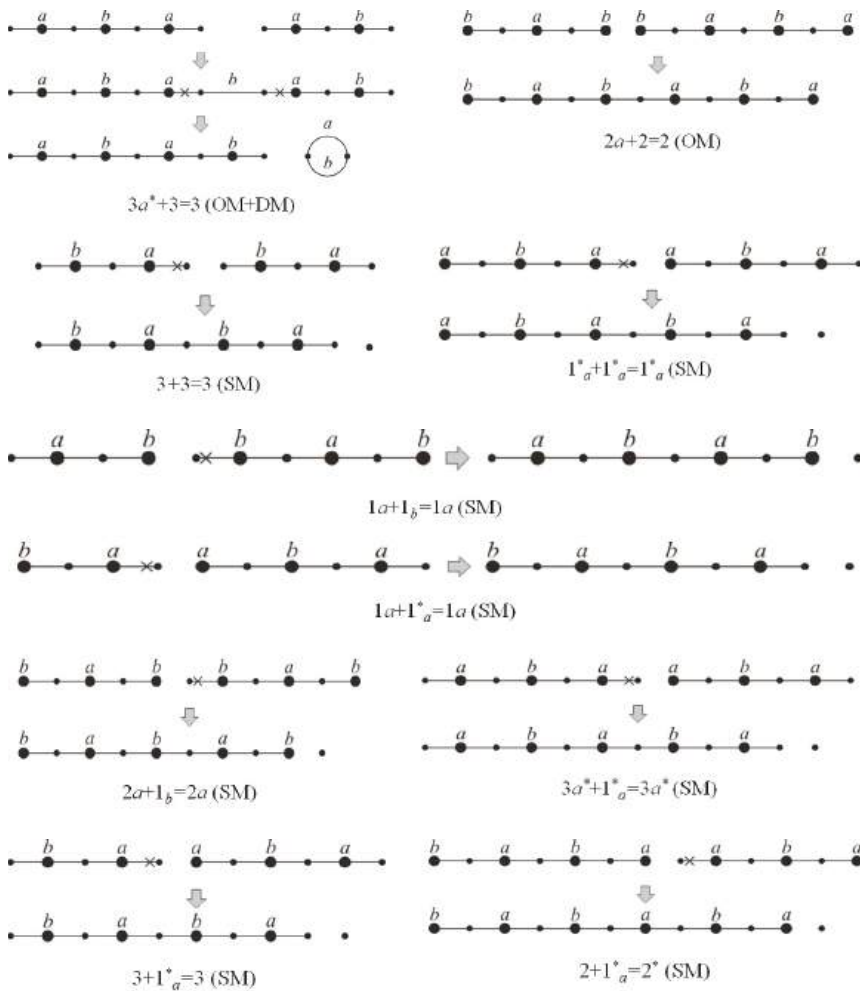 a b a a b
b a b b a b a
a b a b a b
b a b a b a
2a+2=2 (OM)
a
a b a b b
3a*+3=3 (OM+DM)
b a b a
a b a a b a
b a b a
a b a b a
3+3=3 (SM)
1*ₐ+1*ₐ=1*ₐ (SM)
a b b a b a b a b
1a+1_b=1a (SM)
b a a b a b a b a
1a+1*ₐ=1a (SM)
b a b b a b
a b a a b a
b a b a b
a b a b a
2a+1_b=2a (SM)
3a*+1*ₐ=3a* (SM)
b a a b a
b a b a a b a
b a b a
b a b a b a
3+1*ₐ=3 (SM)
2+1*ₐ=2* (SM)